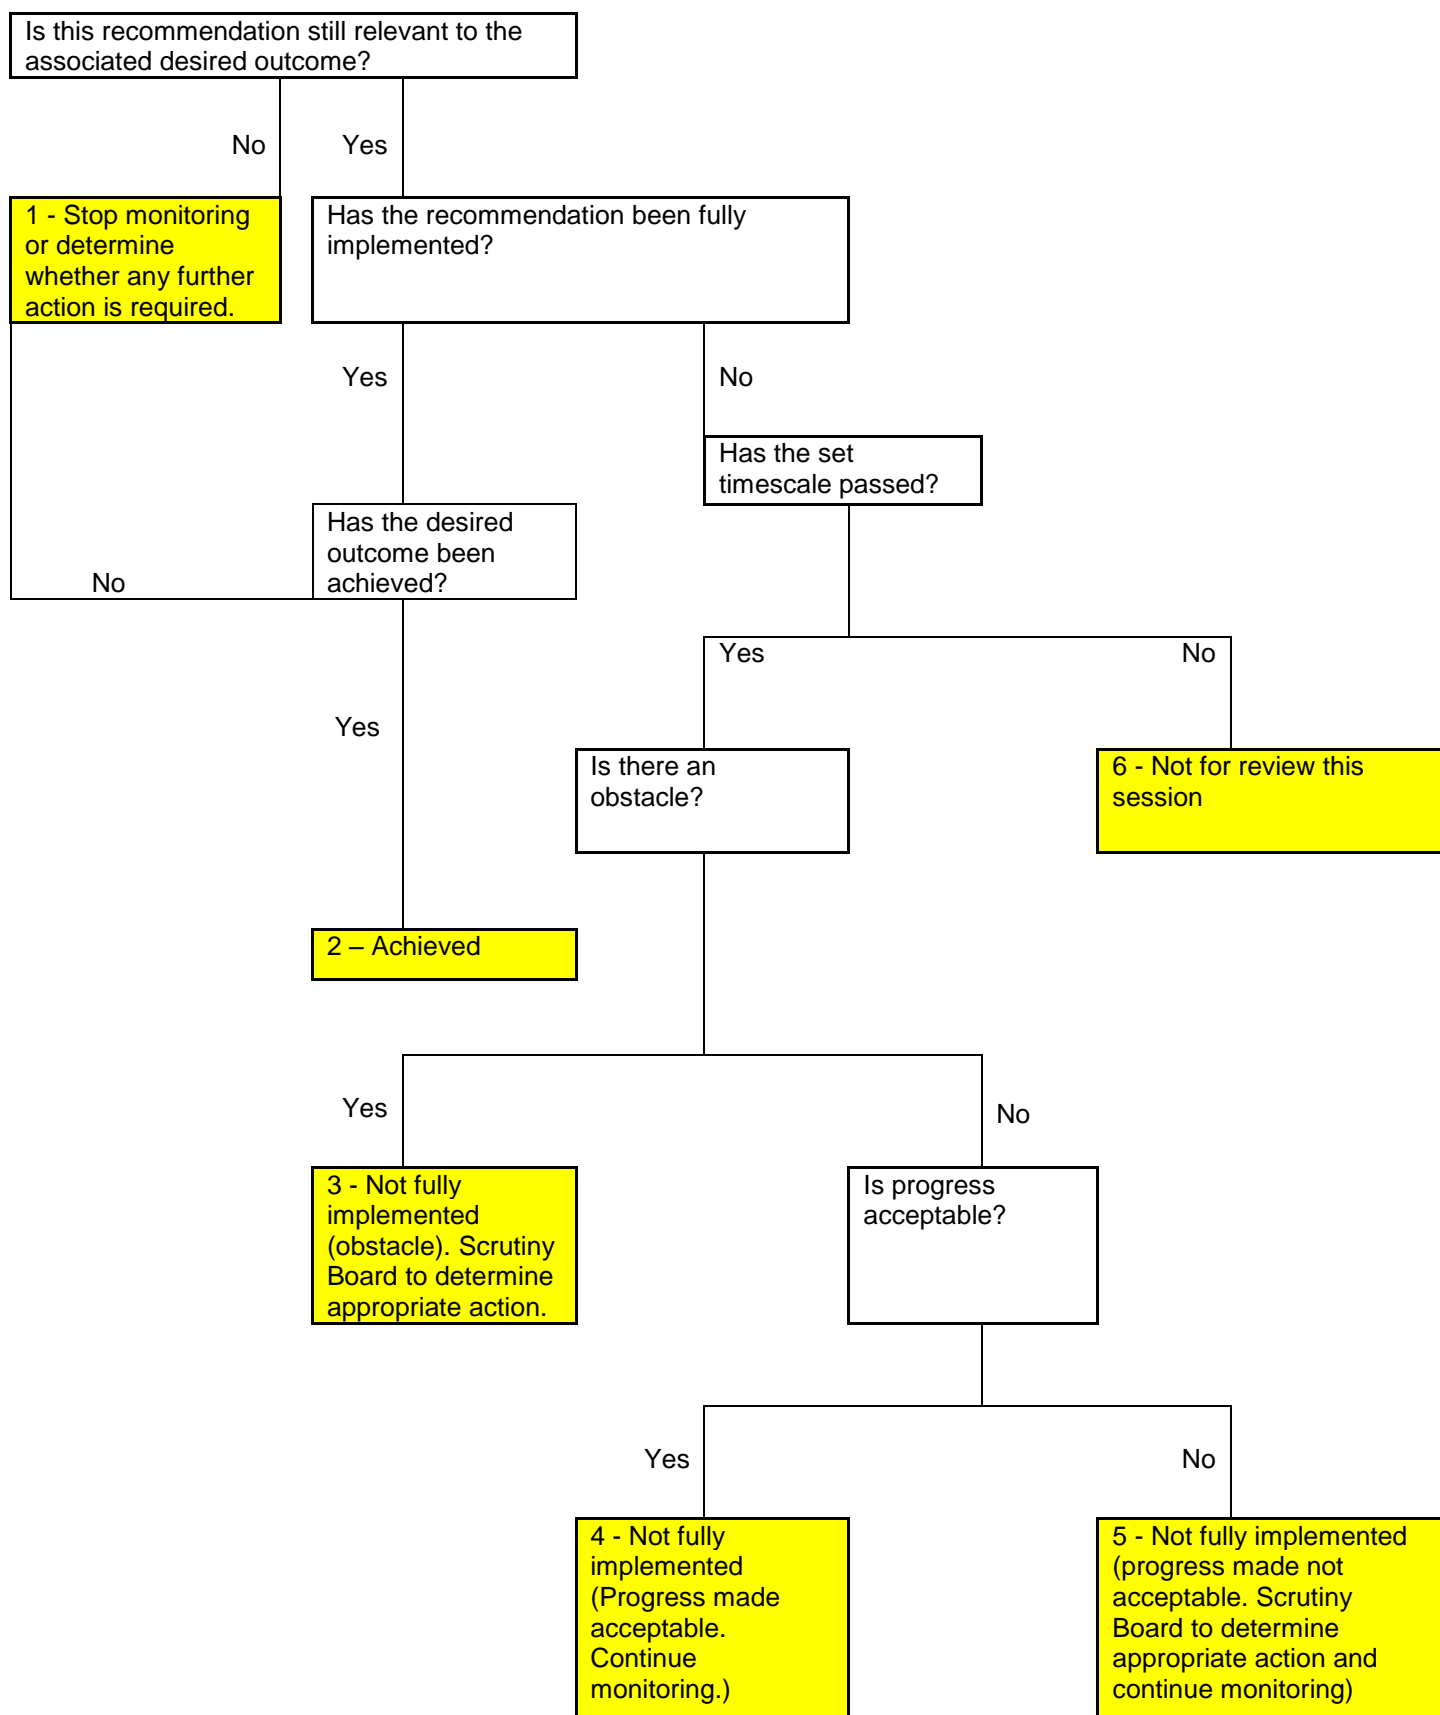 Is this recommendation still relevant to the
associated desired outcome?
No
Yes
1 - Stop monitoring
or determine
whether any further
action is required.
Has the recommendation been fully
implemented?
Yes
No
Has the set
timescale passed?
Has the desired
outcome been
achieved?
No
Yes
No
Yes
Is there an
obstacle?
6 - Not for review this
session
2 – Achieved
Yes
No
3 - Not fully
implemented
(obstacle). Scrutiny
Board to determine
appropriate action.
Is progress
acceptable?
Yes
No
4 - Not fully
implemented
(Progress made
acceptable.
Continue
monitoring.)
5 - Not fully implemented
(progress made not
acceptable. Scrutiny
Board to determine
appropriate action and
continue monitoring)